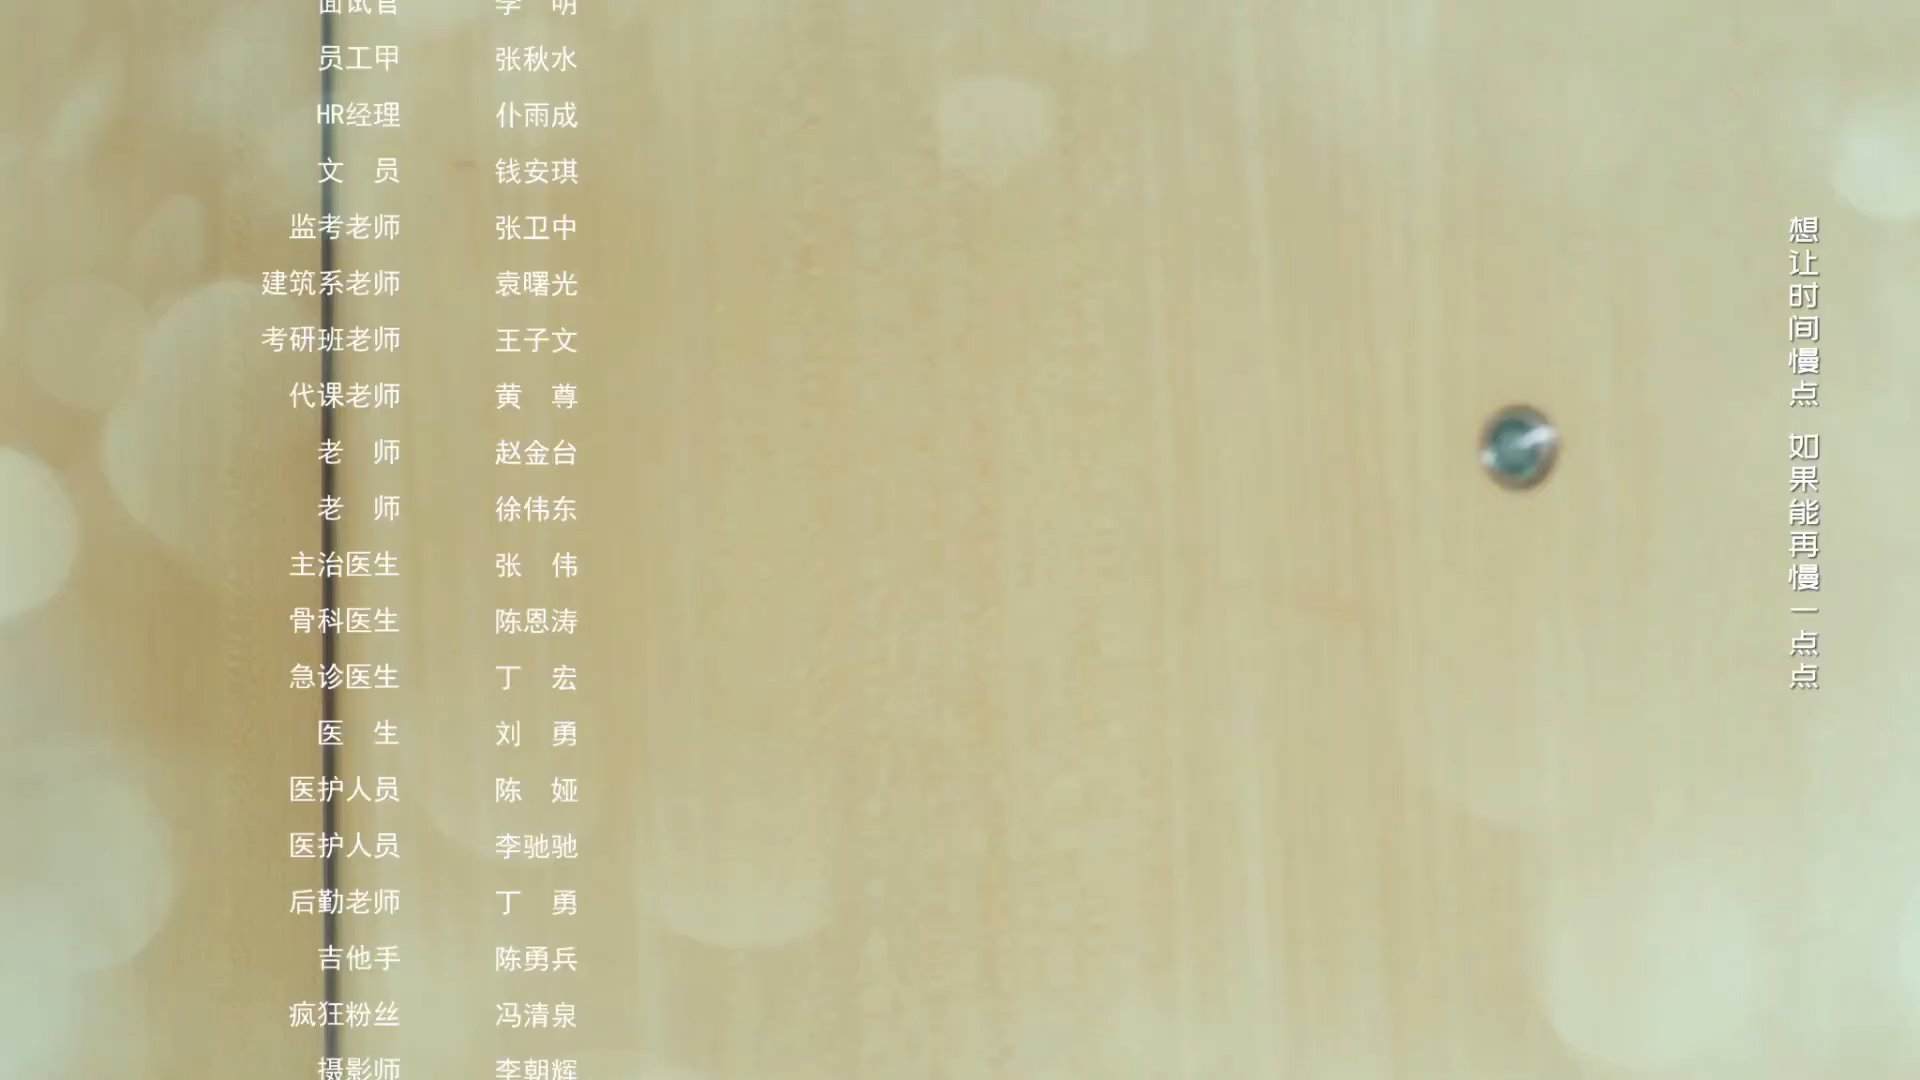 面试官 李　明
员工甲 张秋水
HR经理 仆雨成
文　员 钱安琪
监考老师 张卫中
建筑系老师 袁曙光
考研班老师 王子文
代课老师 黄　尊
老　师 赵金台
老　师 徐伟东
主治医生 张　伟
骨科医生 陈恩涛
急诊医生 丁　宏
医　生 刘　勇
医护人员 陈　娅
医护人员 李驰驰
后勤老师 丁　勇
吉他手 陈勇兵
疯狂粉丝 冯清泉
摄影师 李朝辉
想让时间慢点 如果能再慢一点点